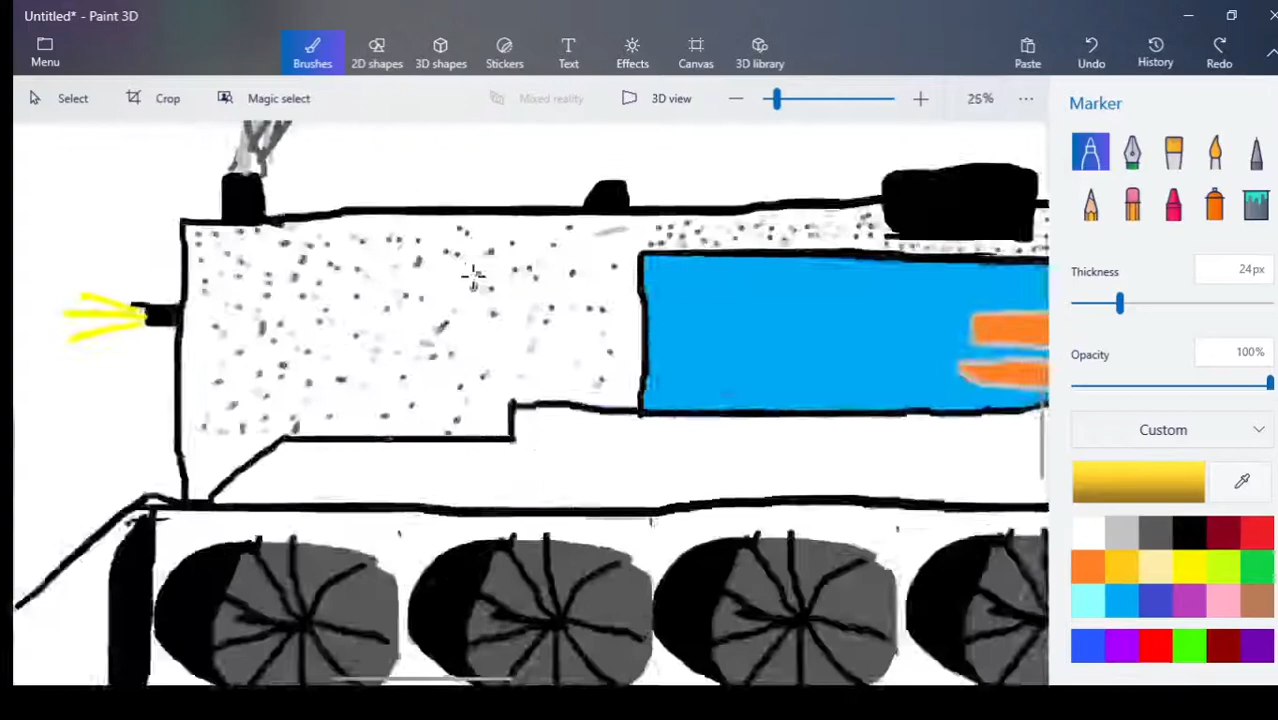 Untitled* - Paint 3D
Menu
Brushes
2D shapes
3D shapes
Stickers
Text
Effects
Canvas
3D library
Paste
Undo
History
Redo
Select
Crop
Magic select
Mixed reality
3D view
25%
Marker
Thickness
24px
Opacity
100%
Custom